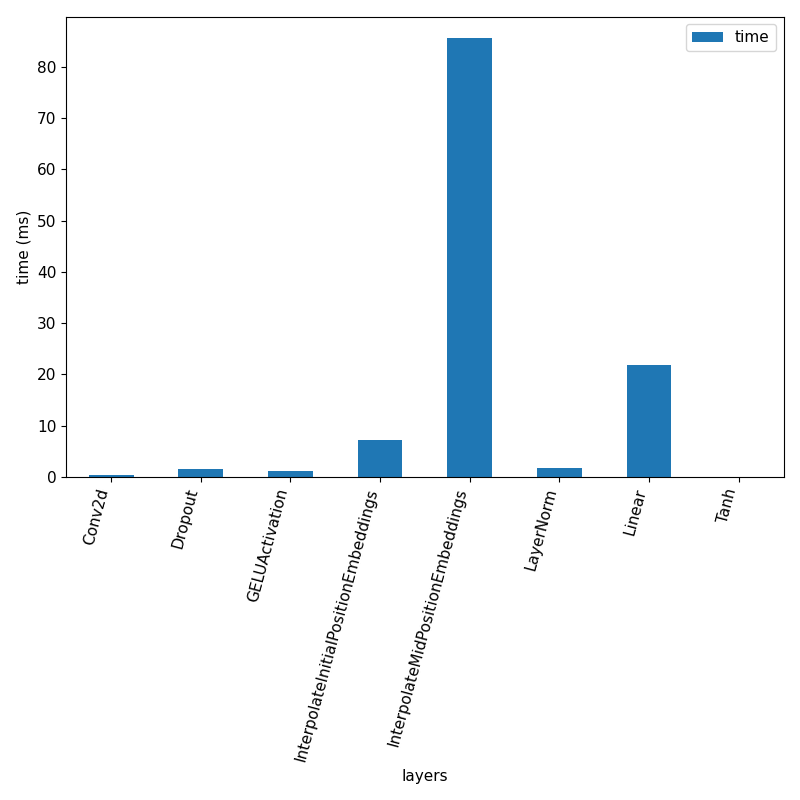 time
80
70
60
50
40
30
20
10
0
time (ms)
Conv2d
Dropout
GELUActivation
InterpolateInitialPositionEmbeddings
InterpolateMidPositionEmbeddings
LayerNorm
Linear
Tanh
layers